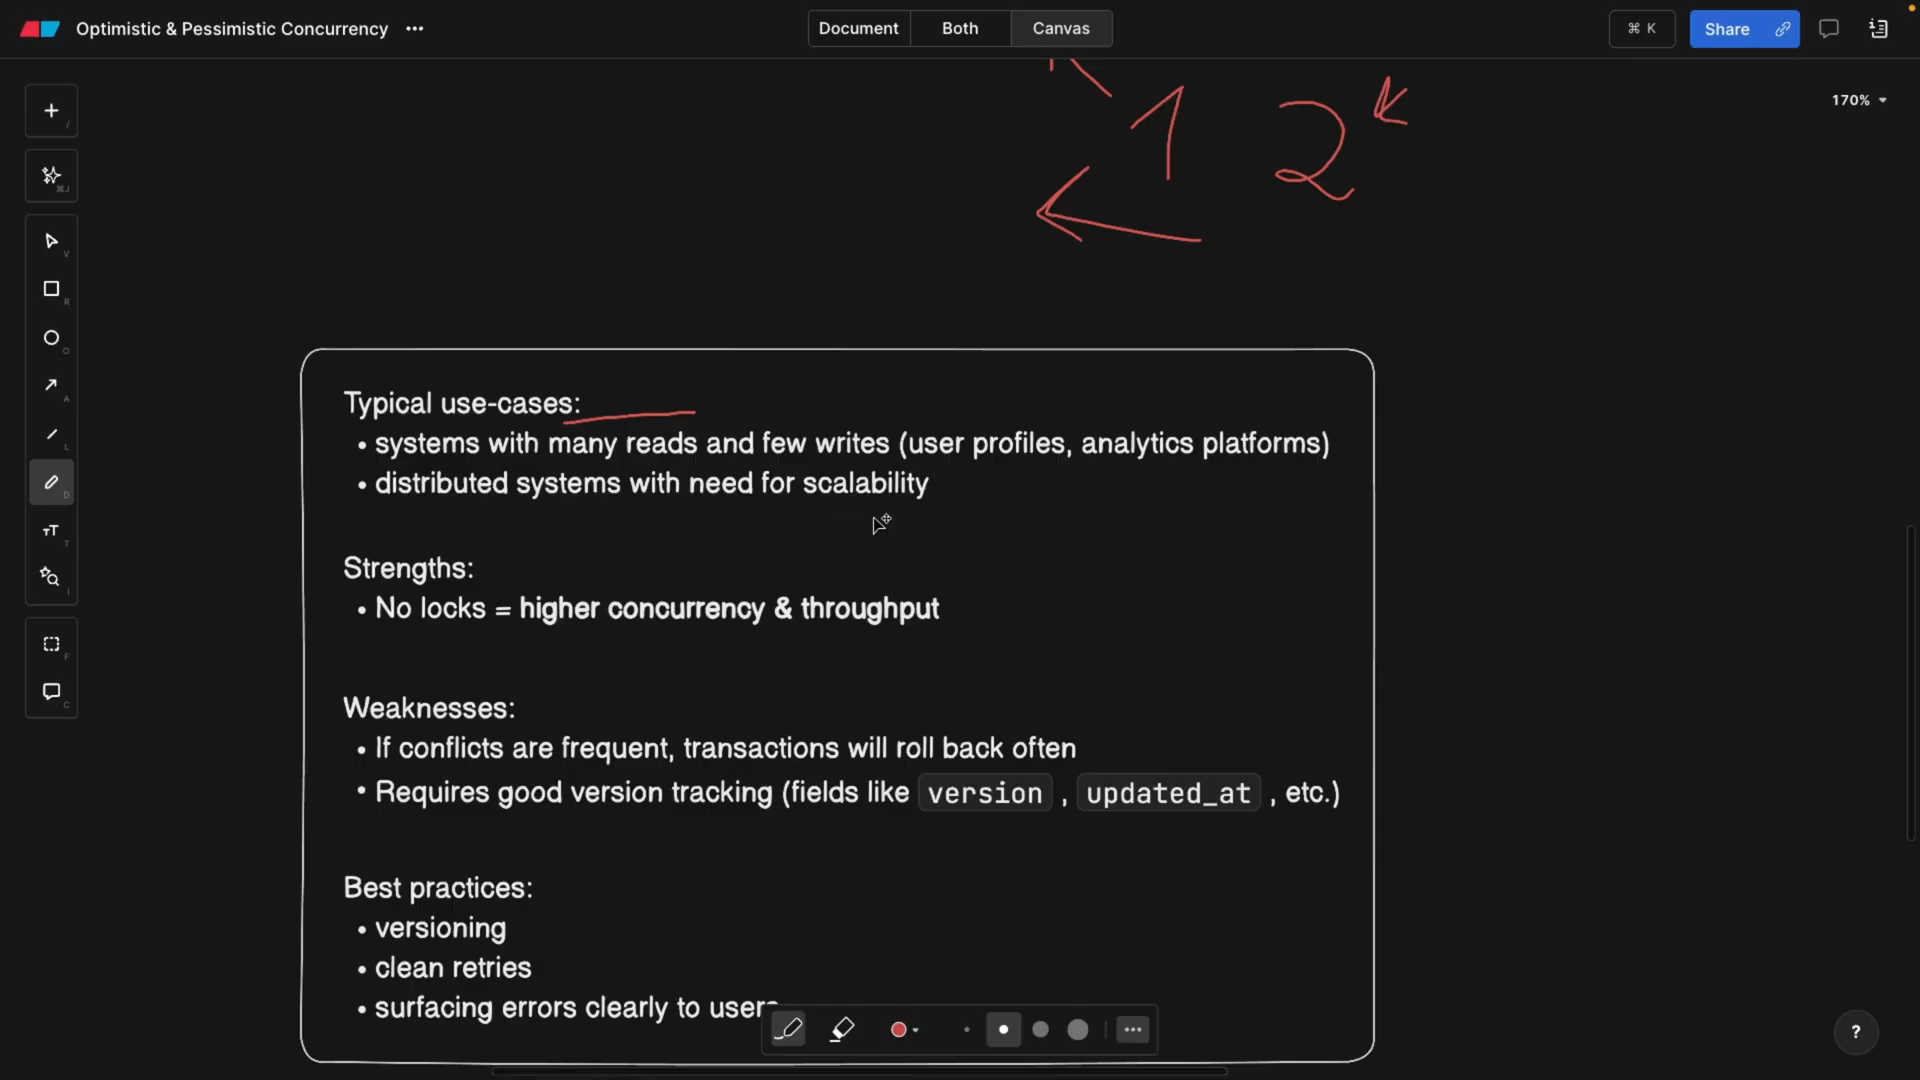 Optimistic & Pessimistic Concurrency
Document Both Canvas
⌘ K
Share
170%
1 2
Typical use-cases:
• systems with many reads and few writes (user profiles, analytics platforms)
• distributed systems with need for scalability
Strengths:
• No locks = higher concurrency & throughput
Weaknesses:
• If conflicts are frequent, transactions will roll back often
• Requires good version tracking (fields like version , updated_at , etc.)
Best practices:
• versioning
• clean retries
• surfacing errors clearly to users
/
⌘J
V
R
O
A
L
D
T
I
F
C
?